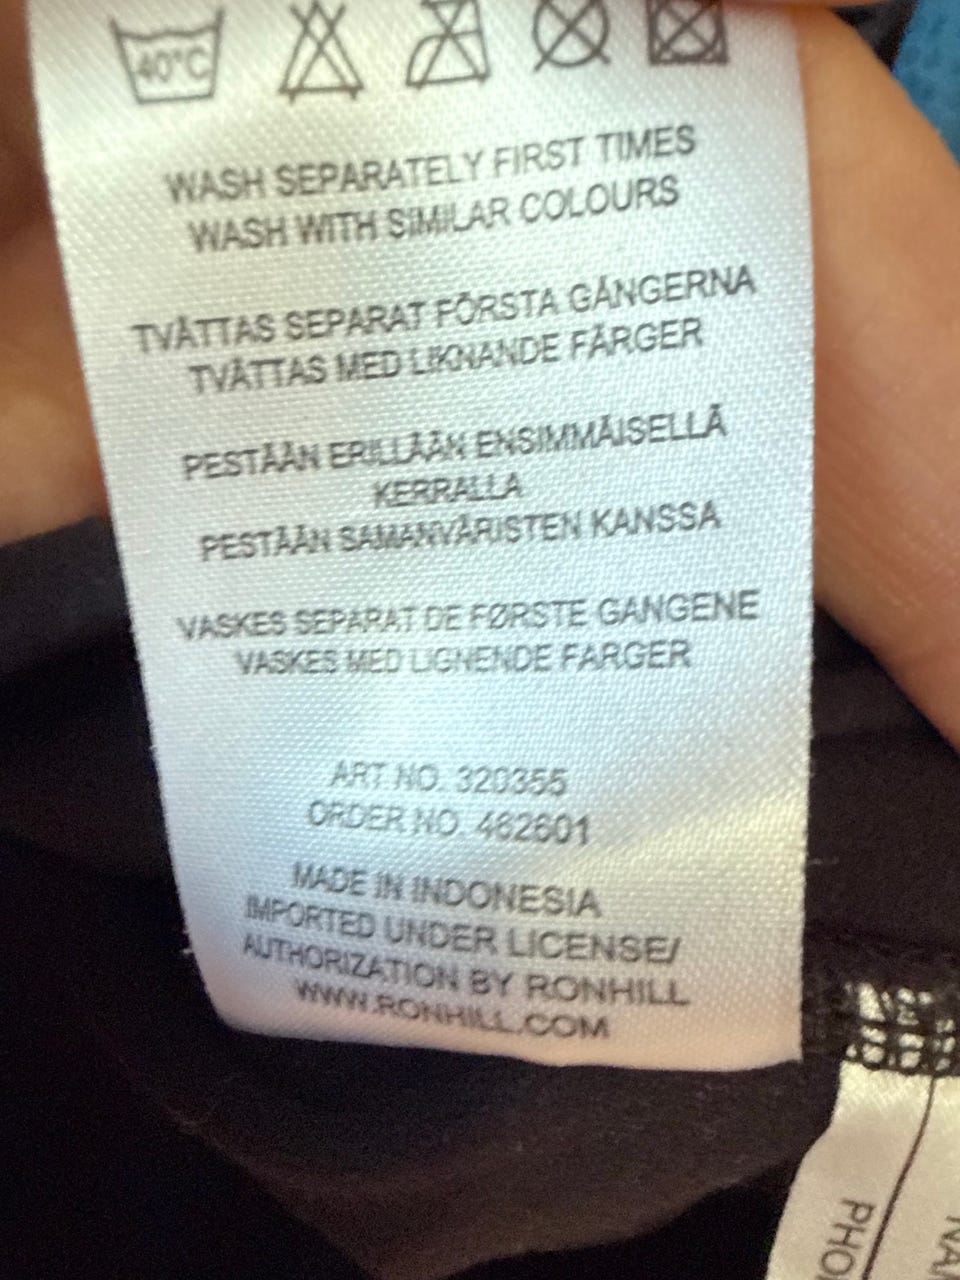 40°C
WASH SEPARATELY FIRST TIMES
WASH WITH SIMILAR COLOURS
TVÄTTAS SEPARAT FÖRSTA GÅNGERNA
TVÄTTAS MED LIKNANDE FÄRGER
PESTÄÄN ERILLÄÄN ENSIMMÄISELLÄ
KERRALLA
PESTÄÄN SAMANVÄRISTEN KANSSA
VASKES SEPARAT DE FØRSTE GANGENE
VASKES MED LIGNENDE FARGER
ART NO. 320355
ORDER NO. 462601
MADE IN INDONESIA
IMPORTED UNDER LICENSE/
AUTHORIZATION BY RONHILL
WWW.RONHILL.COM
PHO
NA